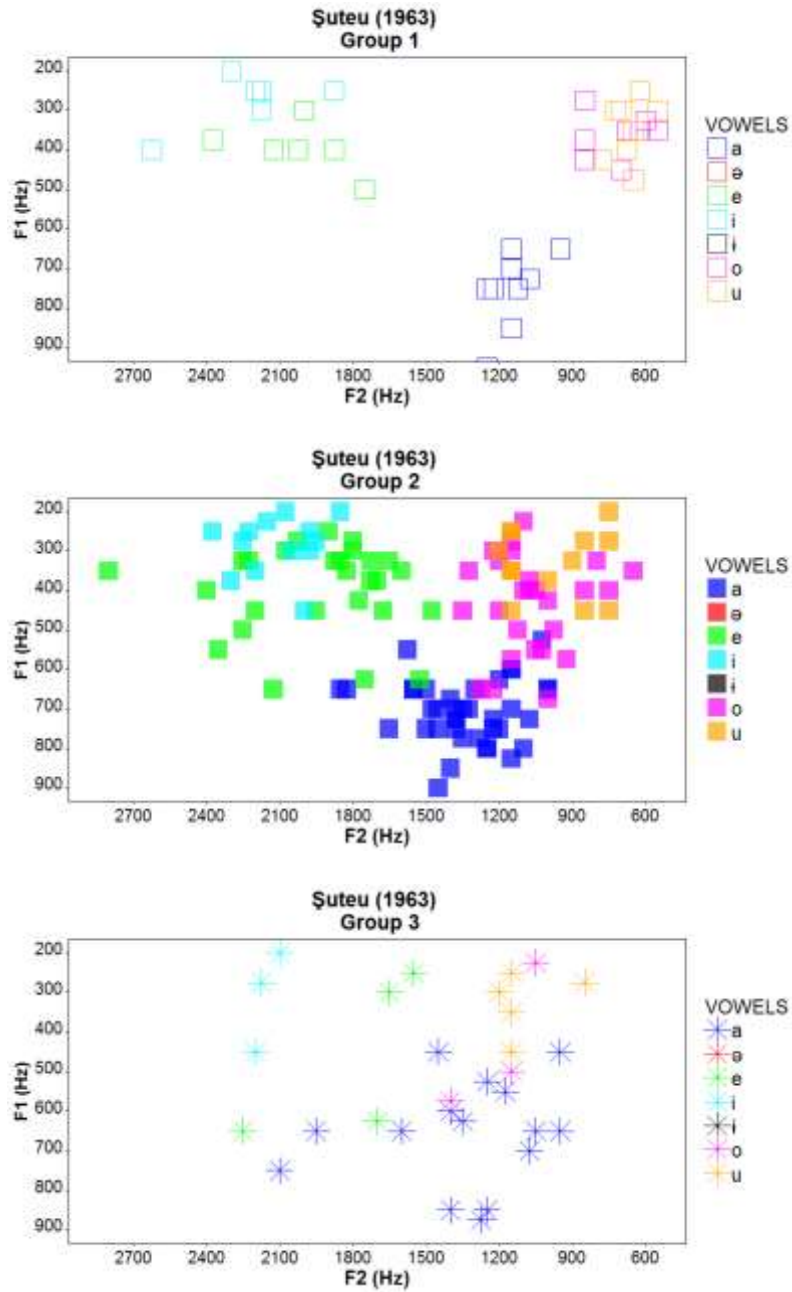 Şuteu (1963)
Group 1
200
300
400
500
600
700
800
900
F1 (Hz)
2700 2400 2100 1800 1500 1200 900 600
F2 (Hz)
VOWELS
a
ə
e
i
ɨ
o
u
Şuteu (1963)
Group 2
200
300
400
500
600
700
800
900
F1 (Hz)
2700 2400 2100 1800 1500 1200 900 600
F2 (Hz)
VOWELS
a
ə
e
i
ɨ
o
u
Şuteu (1963)
Group 3
200
300
400
500
600
700
800
900
F1 (Hz)
2700 2400 2100 1800 1500 1200 900 600
F2 (Hz)
VOWELS
a
ə
e
i
ɨ
o
u